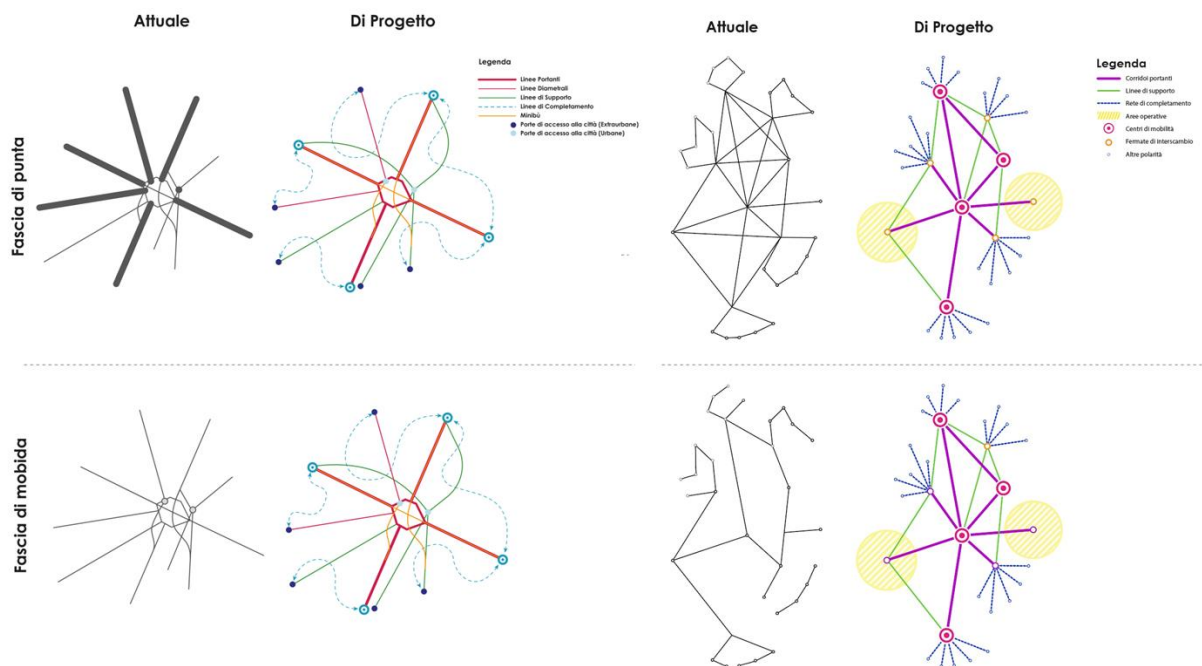 Attuale
Di Progetto
Legenda
Linee Portanti
Linee Diametrali
Linee di Supporto
Linee di Completamento
Minibù
Porte di accesso alla città (Extraurbane)
Porte di accesso alla città (Urbane)
Attuale
Di Progetto
Legenda
Corridoi portanti
Linee di supporto
Rete di completamento
Aree operative
Centri di mobilità
Fermate di Interscambio
Altre polarità
Fascia di punta
Fascia di mobida